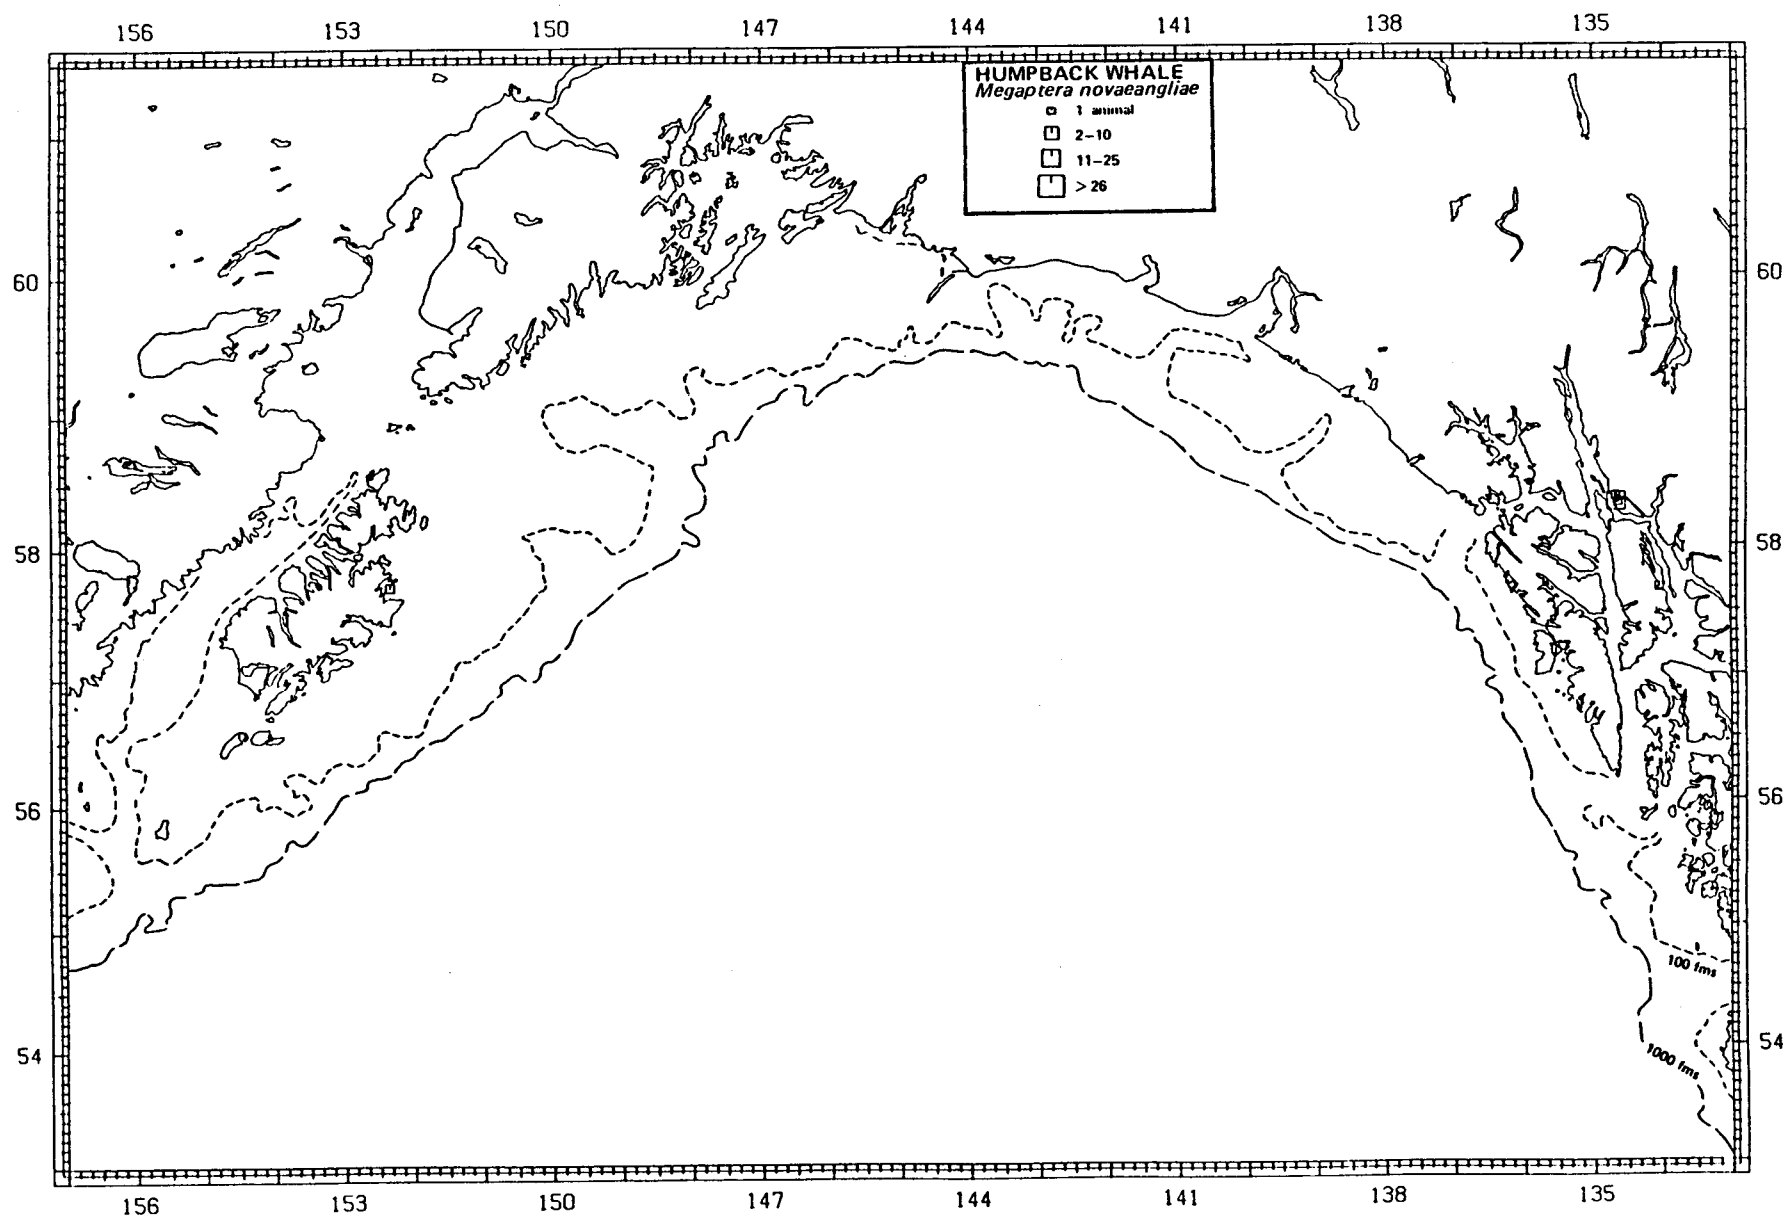 156 153 150 147 144 141 138 135
HUMPBACK WHALE
Megaptera novaeangliae
1 animal
2-10
11-25
> 26
60 60
58 58
56 56
100 fms
54 54
1000 fms
156 153 150 147 144 141 138 135